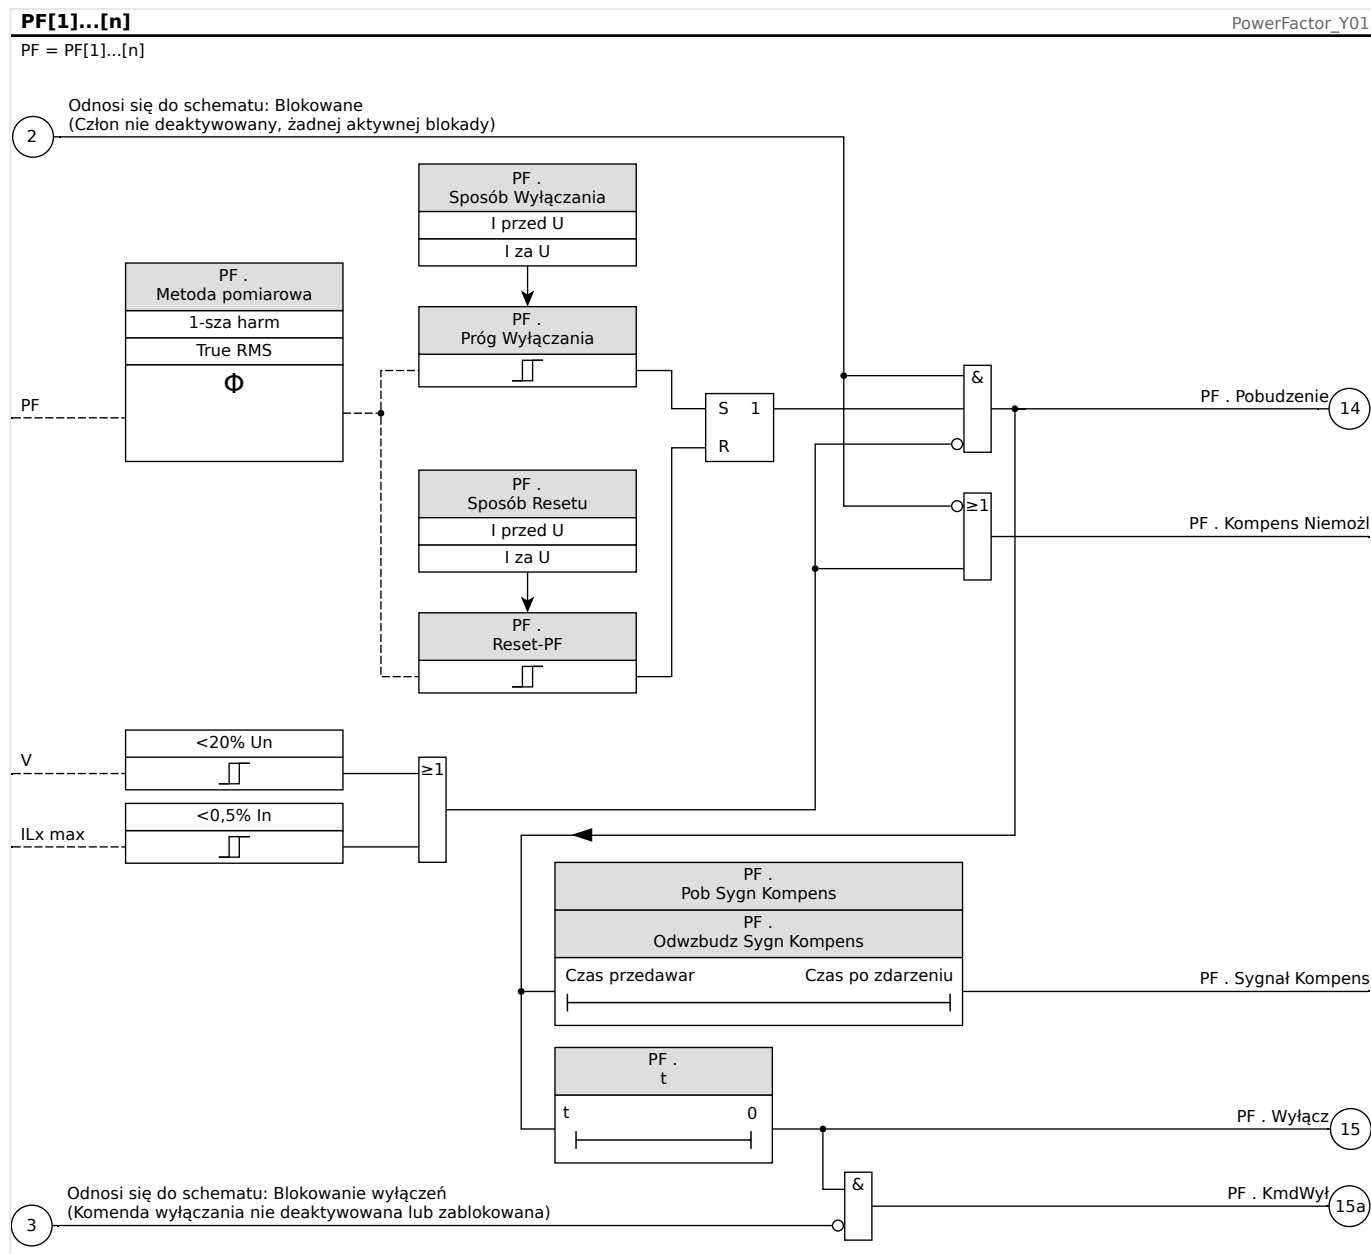 PF[1]...[n]
PowerFactor_Y01
PF = PF[1]...[n]
Odnosi się do schematu: Blokowane
(Człon nie deaktywowany, żadnej aktywnej blokady)
2
PF .
Sposób Wyłączania
I przed U
I za U
PF .
Metoda pomiarowa
1-sza harm
True RMS
Φ
PF
PF .
Próg Wyłączania
S 1
R
&
PF . Pobudzenie
14
PF .
Sposób Resetu
I przed U
I za U
≥1
PF . Kompens Niemożl
PF .
Reset-PF
V
<20% Un
≥1
ILx max
<0,5% In
PF .
Pob Sygn Kompens
PF .
Odwzbudz Sygn Kompens
Czas przedawar
Czas po zdarzeniu
PF . Sygnał Kompens
PF .
t
t
0
PF . Wyłącz
15
Odnosi się do schematu: Blokowanie wyłączeń
(Komenda wyłączania nie deaktywowana lub zablokowana)
3
&
PF . KmdWył
15a